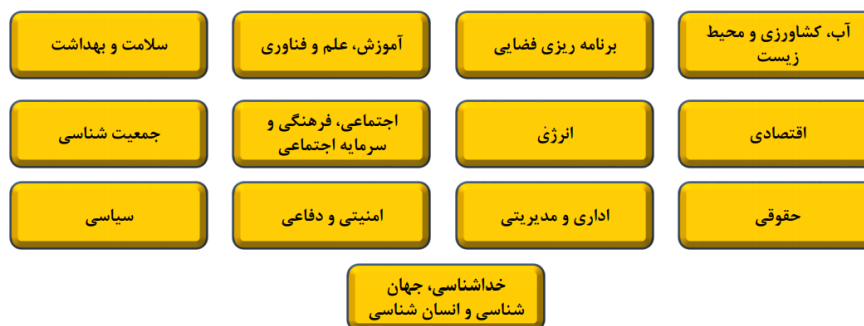 آب، کشاورزی و محیط
زیست
برنامه ریزی فضایی
آموزش، علم و فناوری
سلامت و بهداشت
اقتصادی
انرژی
اجتماعی، فرهنگی و
سرمایه اجتماعی
جمعیت شناسی
حقوقی
اداری و مدیریتی
امنیتی و دفاعی
سیاسی
خداشناسی، جهان
شناسی و انسان شناسی